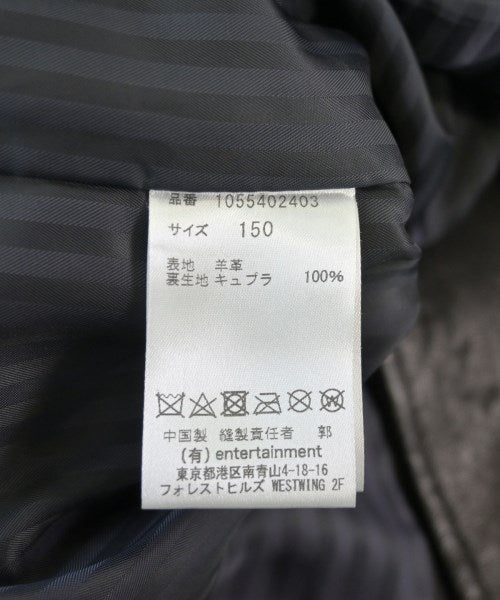 品番 1055402403
サイズ 150
表地 羊革
裏生地 キュプラ 100%
中国製 縫製責任者 郭
(有) entertainment
東京都港区南青山4-18-16
フォレストヒルズ WESTWING 2F